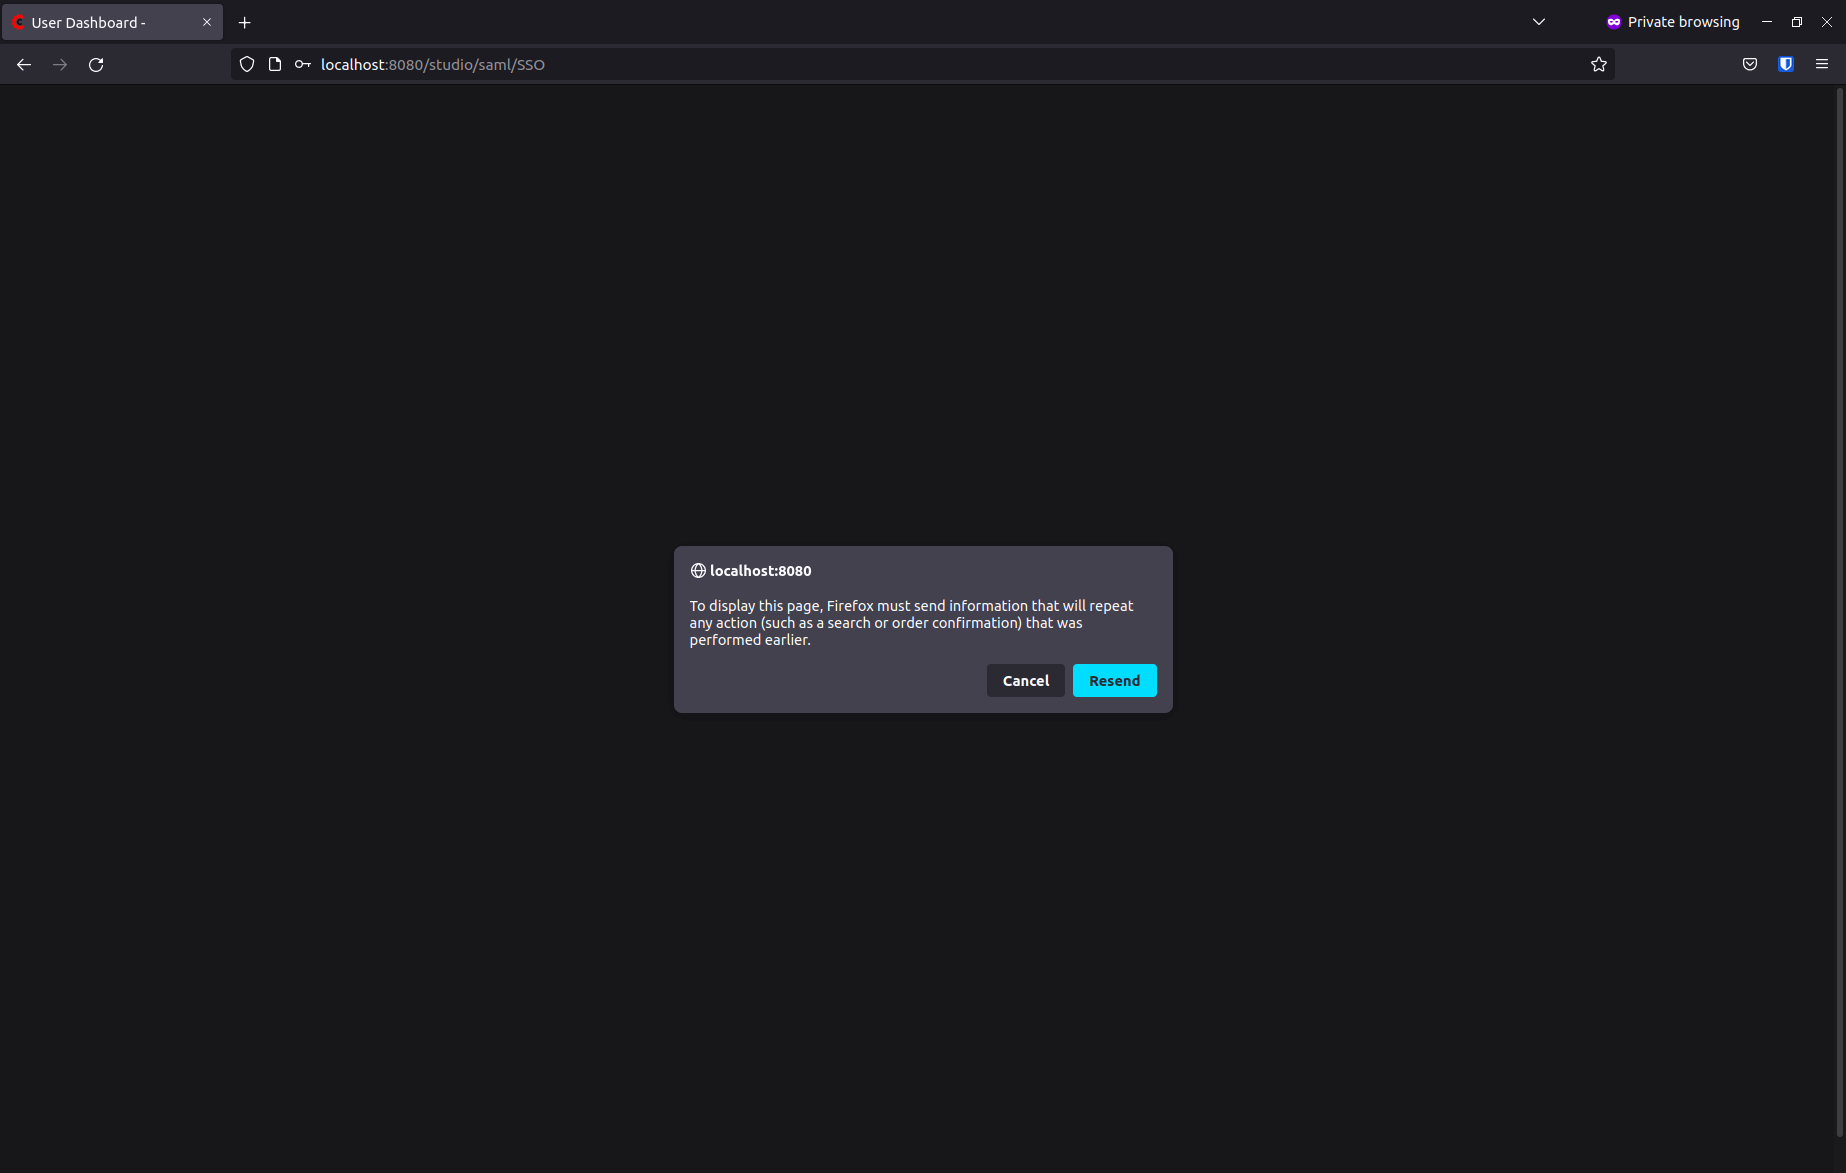 User Dashboard -
Private browsing
localhost:8080/studio/saml/SSO
localhost:8080
To display this page, Firefox must send information that will repeat
any action (such as a search or order confirmation) that was
performed earlier.
Cancel
Resend